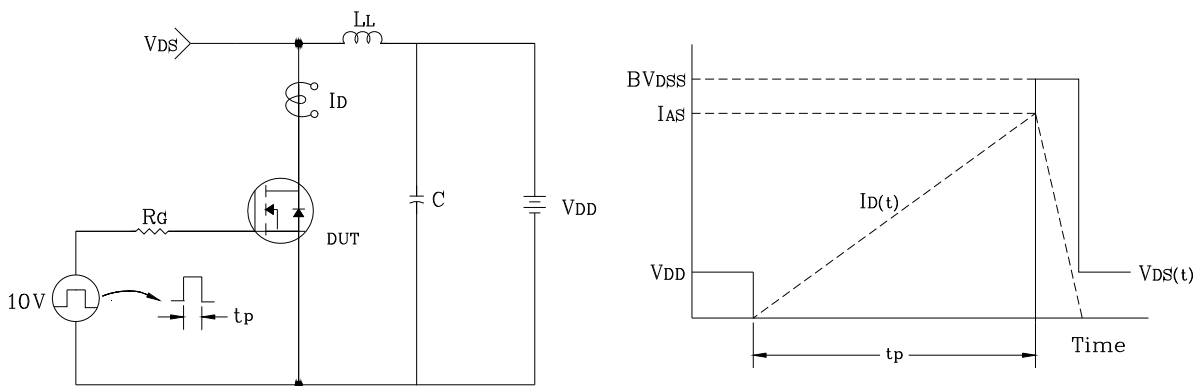 LL
VDS
ID
RG
DUT
C
VDD
10V
tp
BVDSS
IAS
ID(t)
VDD
VDS(t)
tp
Time